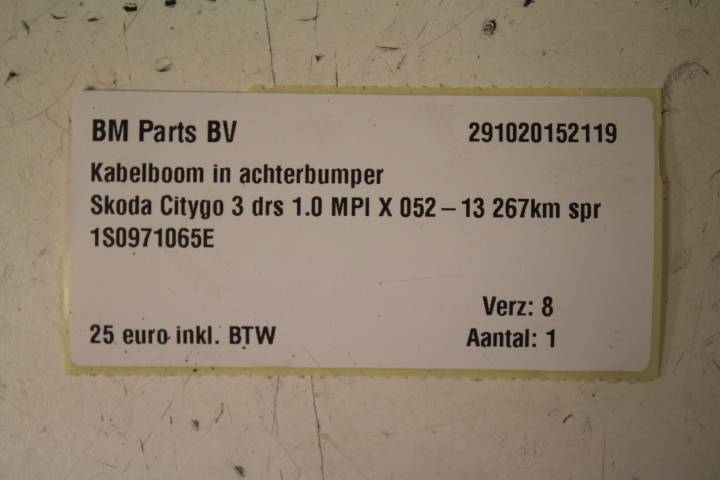 BM Parts BV 291020152119
Kabelboom in achterbumper
Skoda Citygo 3 drs 1.0 MPI X 052 – 13 267km spr
1S0971065E
Verz: 8
25 euro inkl. BTW Aantal: 1